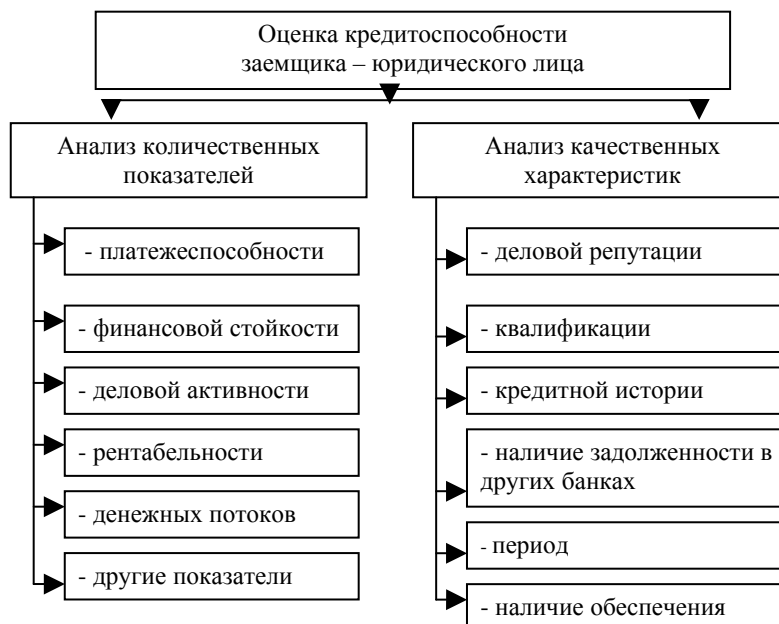 Оценка кредитоспособности
заемщика – юридического лица
Анализ количественных
показателей
- платежеспособности
- финансовой стойкости
- деловой активности
- рентабельности
- денежных потоков
- другие показатели
Анализ качественных
характеристик
- деловой репутации
- квалификации
- кредитной истории
- наличие задолженности в
других банках
- период
- наличие обеспечения